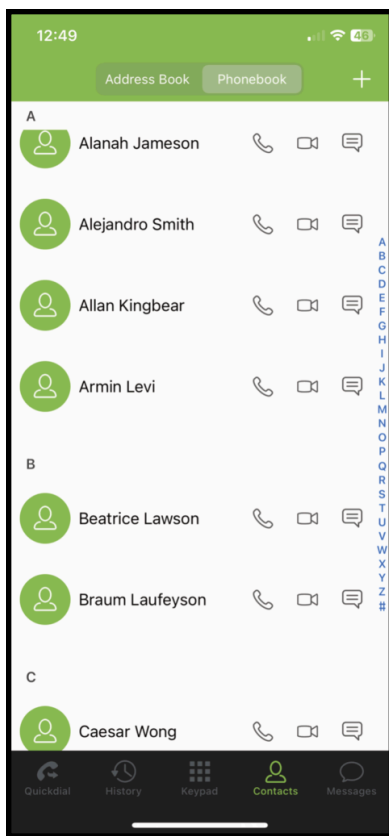 12:49
46
Address Book Phonebook +
A
Alanah Jameson
Alejandro Smith
Allan Kingbear
Armin Levi
B
Beatrice Lawson
Braum Laufeyson
C
Caesar Wong
A
B
C
D
E
F
G
H
I
J
K
L
M
N
O
P
Q
R
S
T
U
V
W
X
Y
Z
#
Quickdial History Keypad Contacts Messages